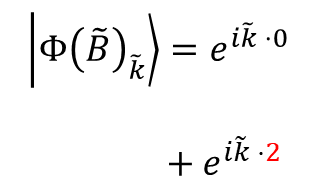 |Φ(B̃)_k̃⟩ = e^{ik̃ ·0}
+ e^{ik̃ ·2}